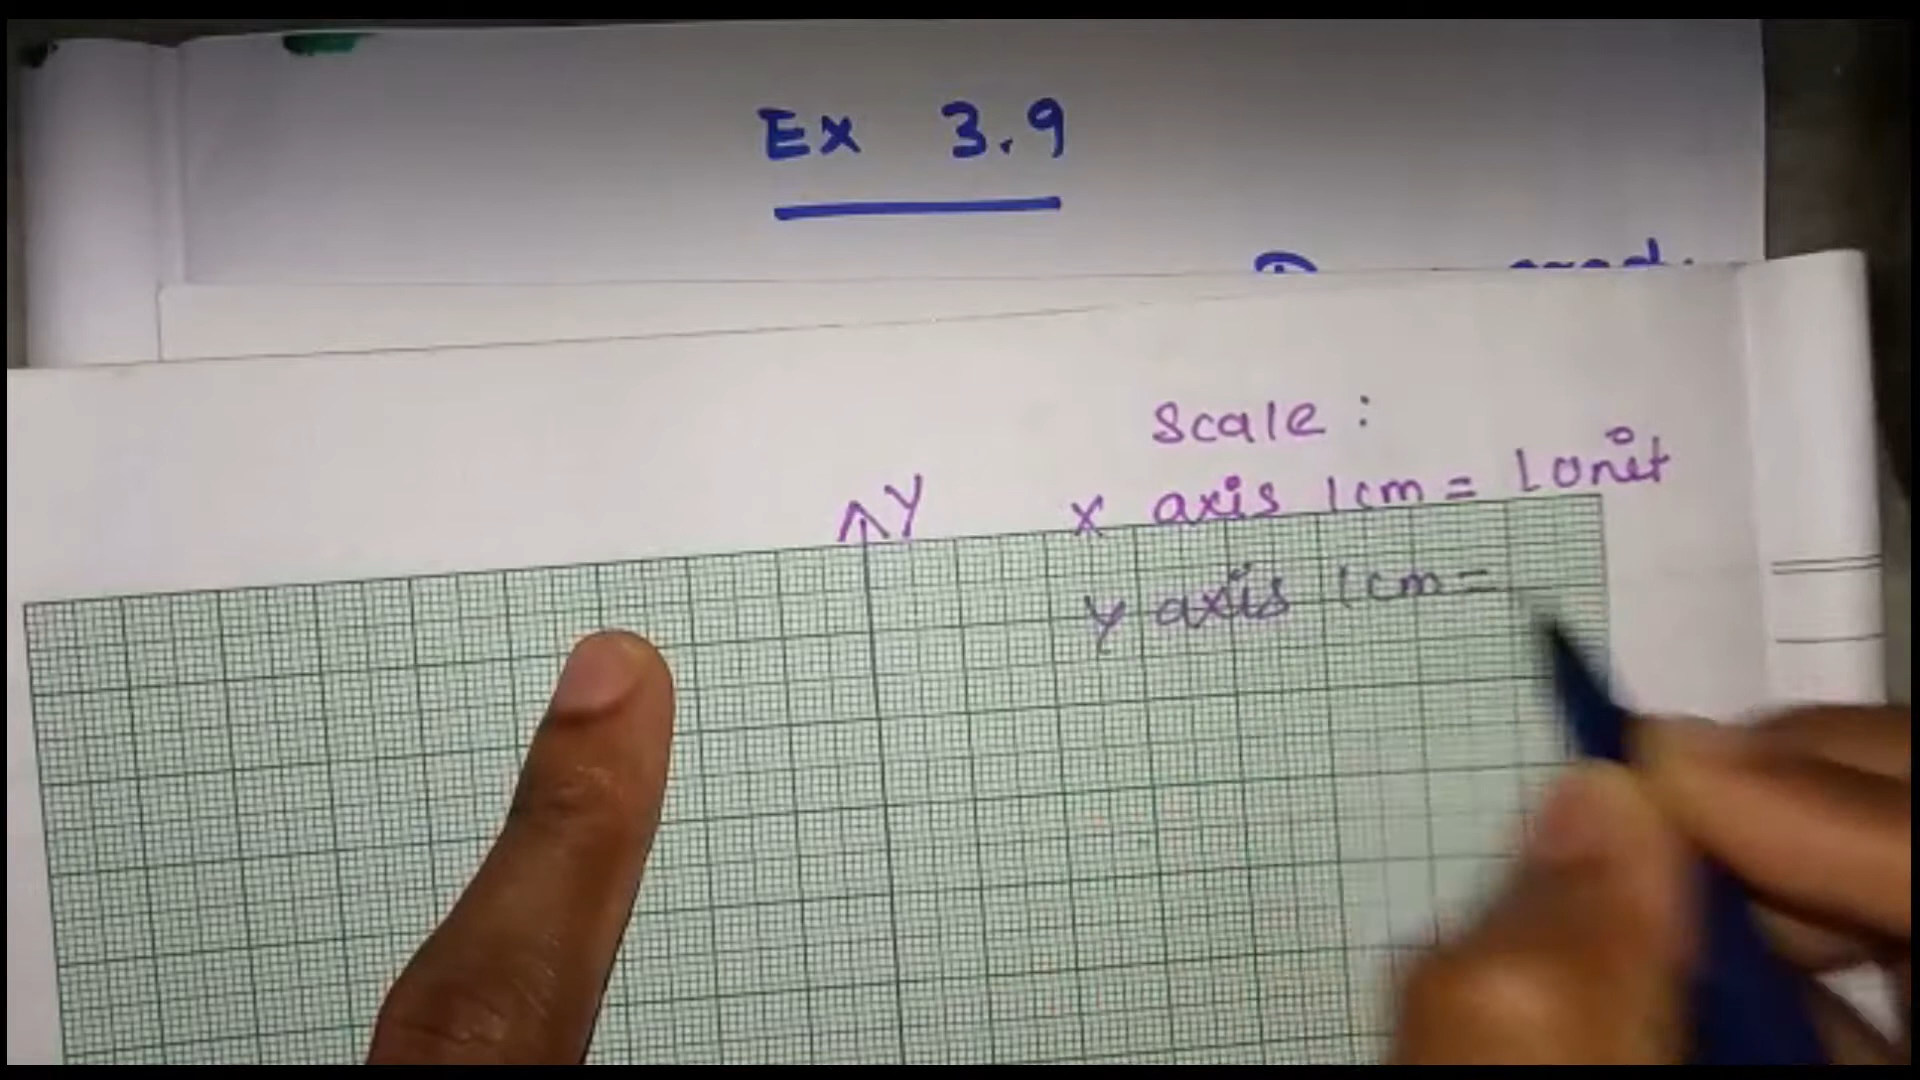 Ex 3.9
Scale :
Y
X axis 1cm = 1 Unit
Y axis 1cm =